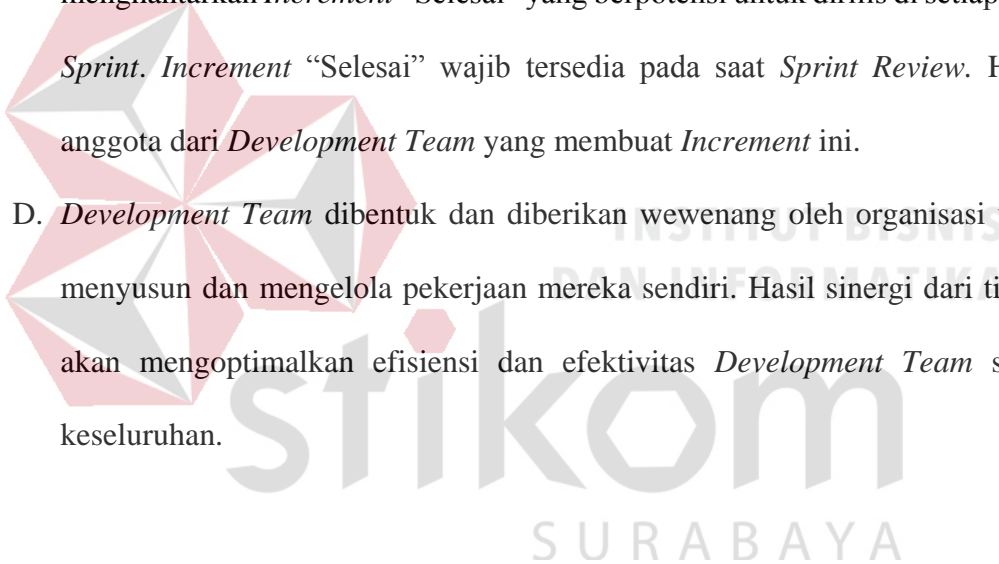 menghantarkan Increment “Selesai” yang berpotensi untuk dirilis di setiap
Sprint. Increment “Selesai” wajib tersedia pada saat Sprint Review.
anggota dari Development Team yang membuat Increment ini.
D. Development Team dibentuk dan diberikan wewenang oleh organisasi
menyusun dan mengelola pekerjaan mereka sendiri. Hasil sinergi dari
akan mengoptimalkan efisiensi dan efektivitas Development Team
keseluruhan.
INSTITUT BISNIS
DAN INFORMATIKA
stikom
SURABAYA